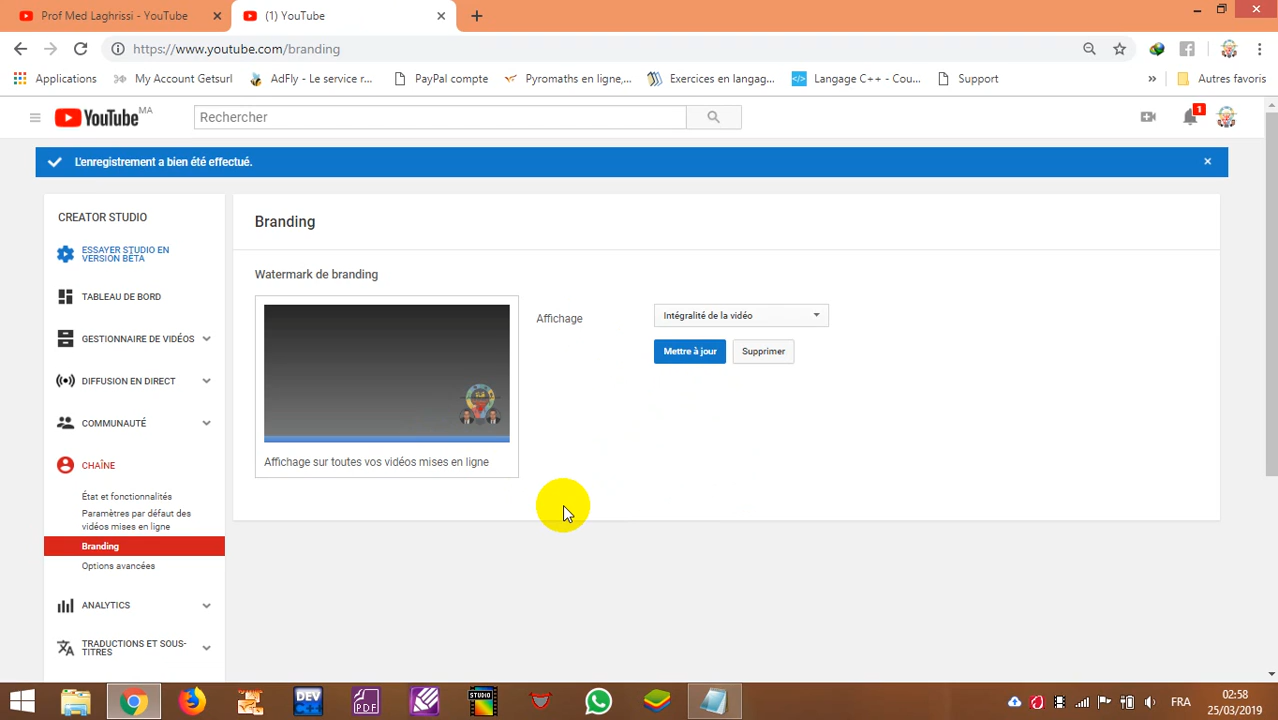 Prof Med Laghrissi - YouTube
(1) YouTube
https://www.youtube.com/branding
Applications
My Account Getsurl
AdFly - Le service r...
PayPal compte
Pyromaths en ligne,...
Exercices en langag...
Langage C++ - Cou...
Support
»
Autres favoris
YouTube MA
Rechercher
1
L'enregistrement a bien été effectué.
CREATOR STUDIO
ESSAYER STUDIO EN
VERSION BÊTA
TABLEAU DE BORD
GESTIONNAIRE DE VIDÉOS
DIFFUSION EN DIRECT
COMMUNAUTÉ
CHAÎNE
État et fonctionnalités
Paramètres par défaut des
vidéos mises en ligne
Branding
Options avancées
ANALYTICS
TRADUCTIONS ET SOUS-
TITRES
Branding
Watermark de branding
Affichage sur toutes vos vidéos mises en ligne
Affichage
Intégralité de la vidéo
Mettre à jour
Supprimer
DEV
PDF
STUDIO
FRA
02:58
25/03/2019